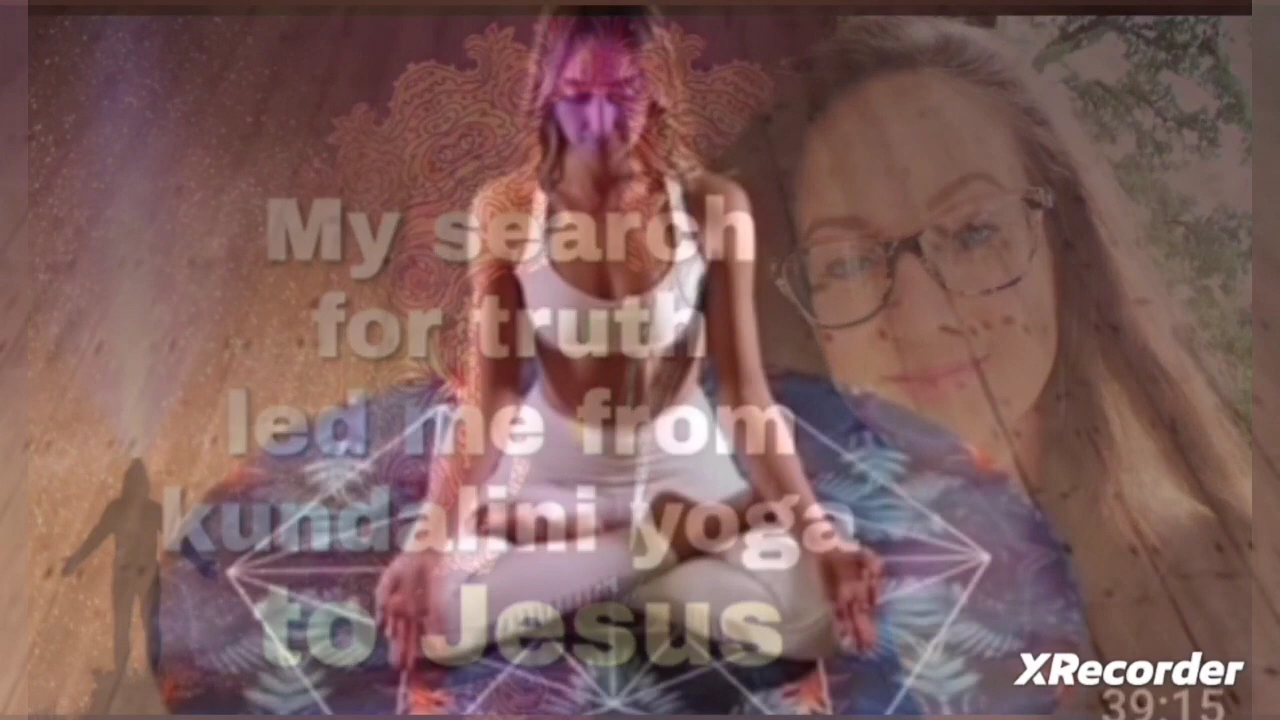 My search
for truth
led me from
kundalini yoga
to Jesus
XRecorder
39:15